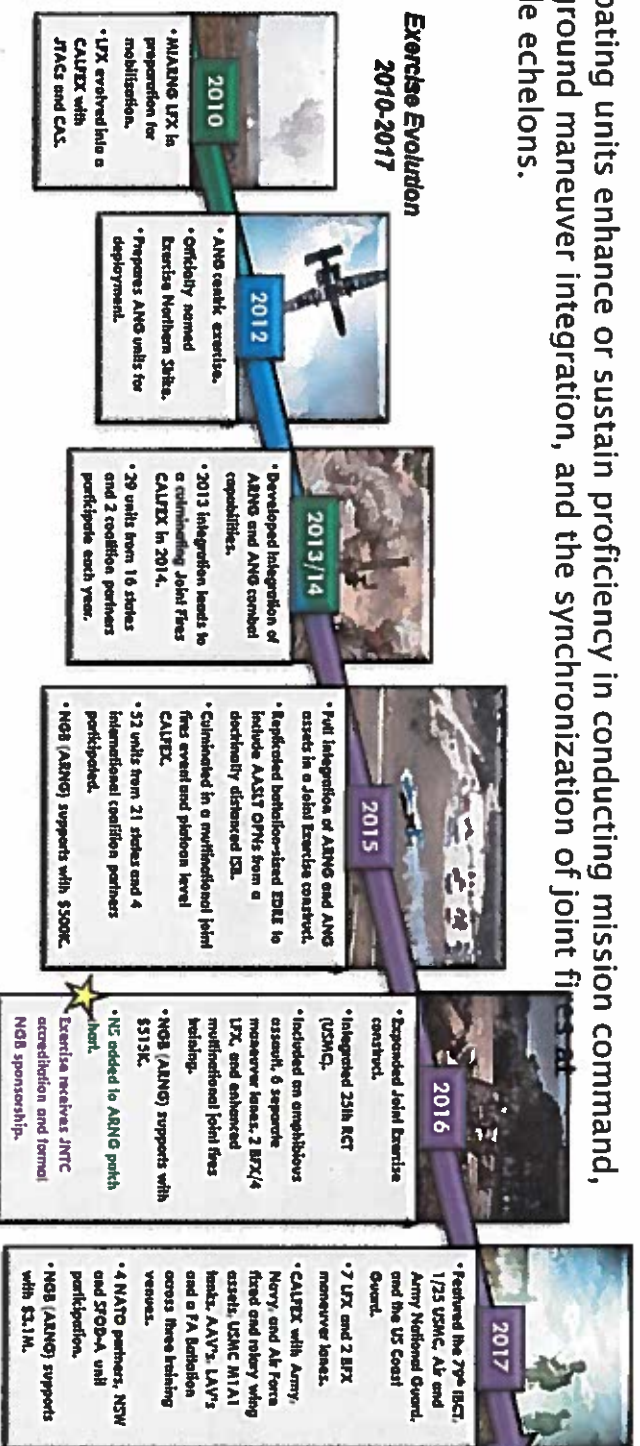 pating units enhance or sustain proficiency in conducting mission command,
ground maneuver integration, and the synchronization of joint fires at
le echelons.
Exercise Evolution
2010-2017
2010
• MIARNG LFX in
preparation for
mobilization.
• LFX evolved into a
CALFEX with
JTACs and CAS.
2012
• ANG centric exercise.
• Officially named
Exercise Northern Strike.
• Prepares ANG units for
deployment.
2013/14
• Developed integration of
ARNG and ANG combat
capabilities.
• 2013 integration leads to
a culminating Joint Fires
CALFEX in 2014.
• 29 units from 16 states
and 2 coalition partners
participate each year.
2015
• Full integration of ARNG and ANG
assets in a Joint Exercise construct.
• Replicated battalion-sized EDRE to
include AASLT OPNs from a
doctrinally distanced ISB.
• Culminated in a multinational joint
fires event and platoon level
CALFEX.
• 52 units from 21 states and 4
international coalition partners
participated.
• NGB (ARNG) supports with $500K.
2016
• Expanded Joint Exercise
construct.
• Integrated 25th RCT
(USMC).
• Included an amphibious
assault, 6 separate
maneuver lanes, 2 BFX/4
LFX, and enhanced
multinational joint fires
training.
• NGB (ARNG) supports with
$515K.
• NS added to ARNG patch
chart.
• Exercise receives JNTC
accreditation and formal
NGB sponsorship.
2017
• Featured the 79th IBCT,
1/25 USMC, Air and
Army National Guard,
and the US Coast
Guard.
• 7 LFX and 2 BFX
maneuver lanes.
• CALFEX with Army,
Navy, and Air Force
fixed and rotary wing
assets, USMC M1A1
tanks, AAV's, LAV's
and a FA Battalion
across three training
venues.
• 4 NATO partners, NSW
and SFOD-A unit
participation.
• NGB (ARNG) supports
with $3.1M.